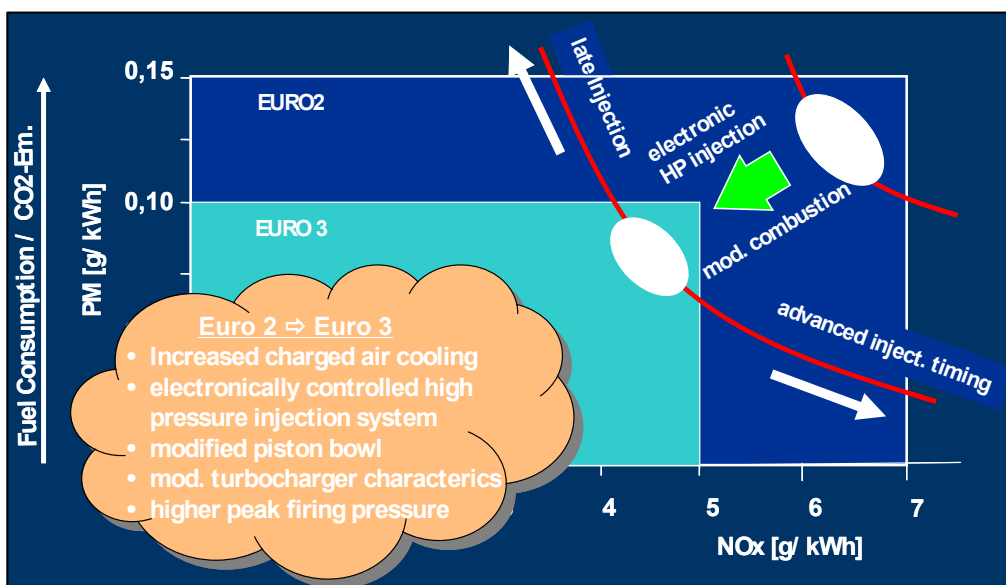 0,15
EURO2
late Injection
electronic
HP injection
0,10
EURO 3
mod. combustion
PM [g/ kWh]
Fuel Consumption / CO2-Em.
advanced inject. timing
Euro 2 ⇨ Euro 3
• Increased charged air cooling
• electronically controlled high
pressure injection system
• modified piston bowl
• mod. turbocharger characterics
• higher peak firing pressure
4 5 6 7
NOx [g/ kWh]